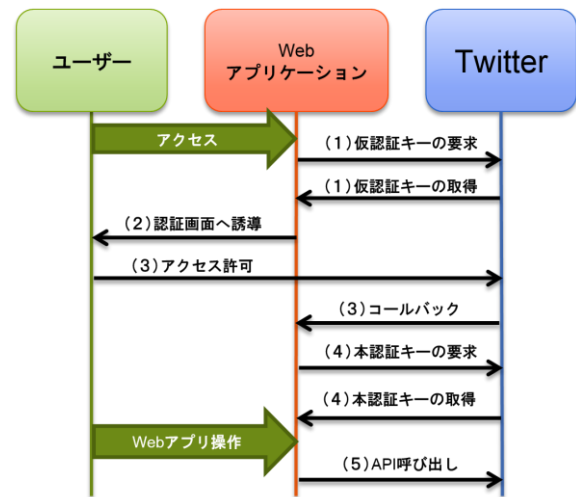 ユーザー
Web
アプリケーション
Twitter
アクセス
(1)仮認証キーの要求
(1)仮認証キーの取得
(2)認証画面へ誘導
(3)アクセス許可
(3)コールバック
(4)本認証キーの要求
(4)本認証キーの取得
Webアプリ操作
(5)API呼び出し